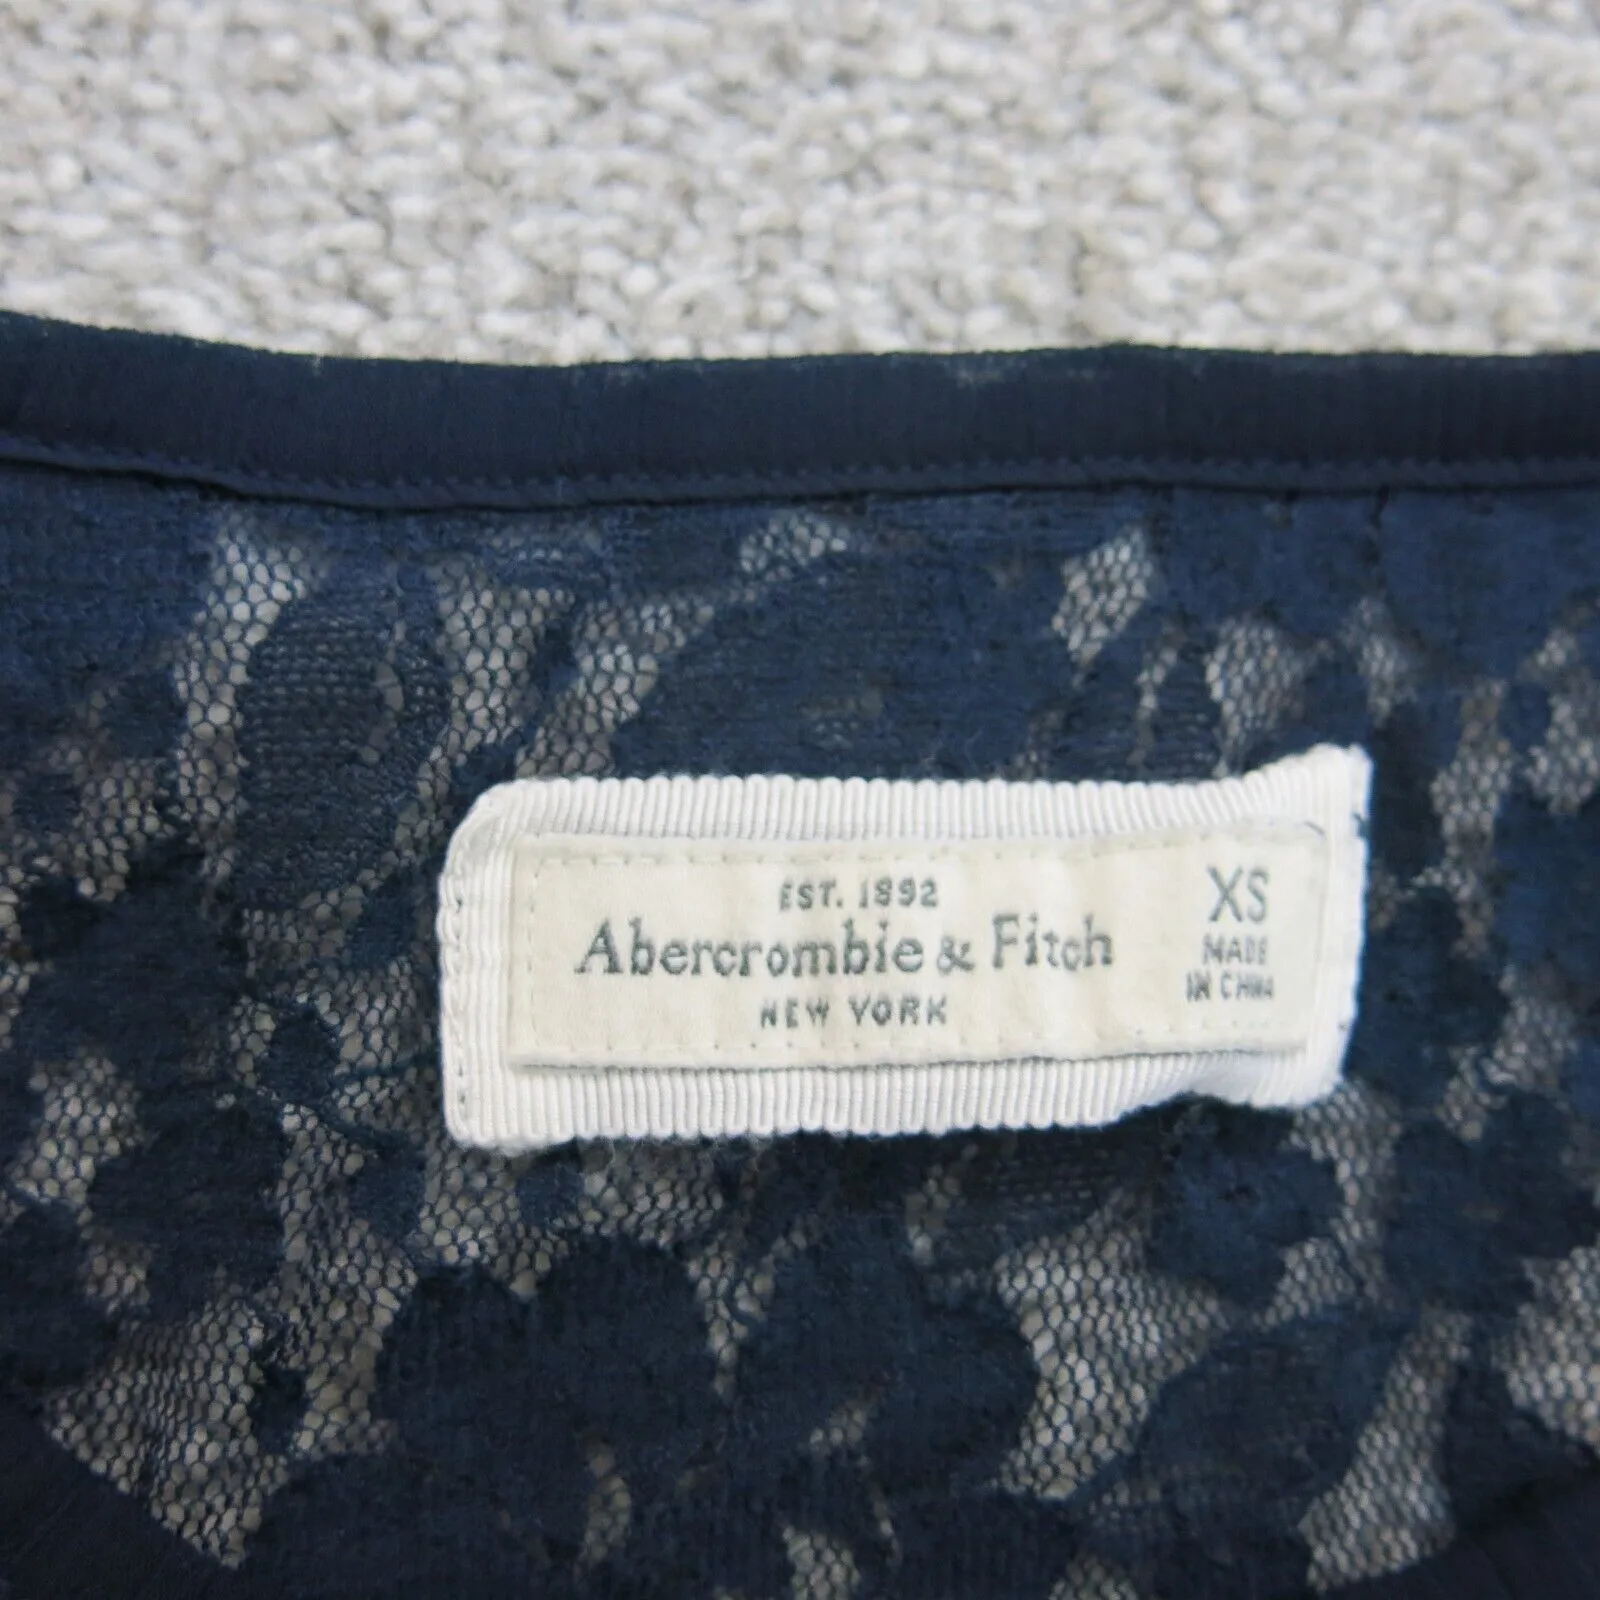 EST. 1892
Abercrombie & Fitch
NEW YORK
XS
MADE
IN CHINA